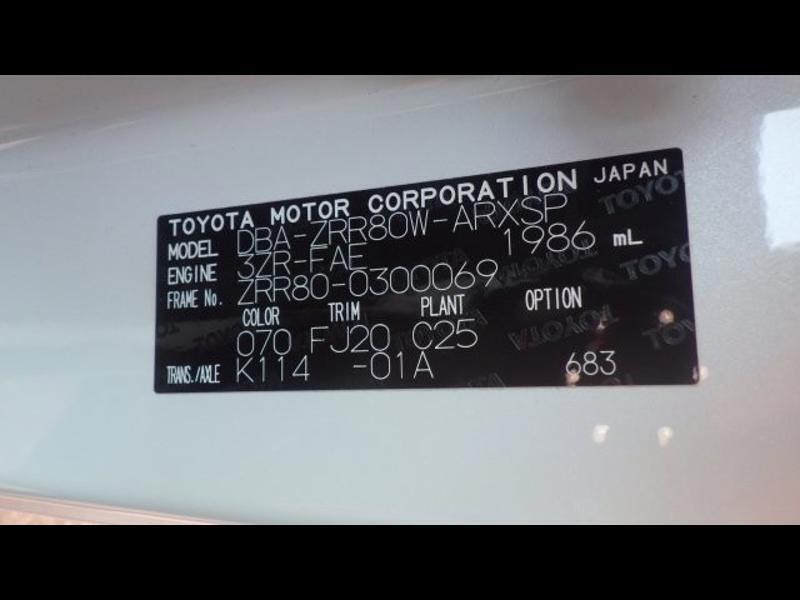 TOYOTA MOTOR CORPORATION JAPAN
MODEL DBA-ZRR80W-ARXSP
ENGINE 3ZR-FAE 1986 mL
FRAME No. ZRR80-0300069
COLOR TRIM PLANT OPTION
070 FJ20 C25
TRANS./AXLE K114 -01A 683